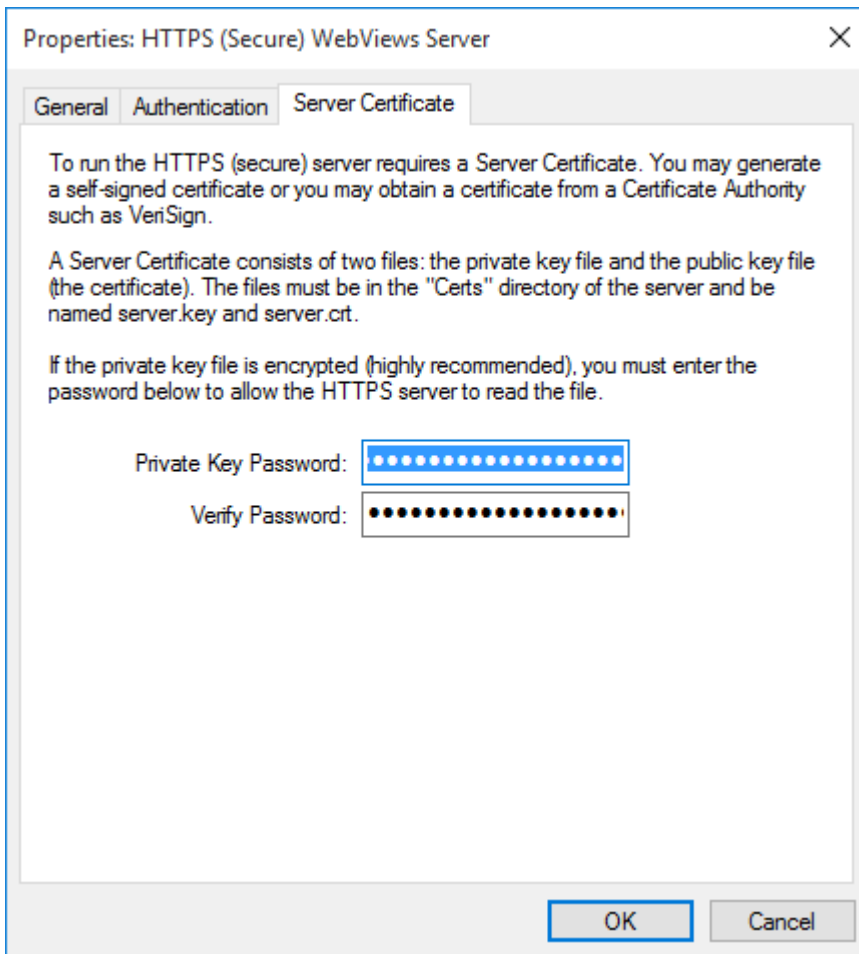 Properties: HTTPS (Secure) WebViews Server
General Authentication Server Certificate
To run the HTTPS (secure) server requires a Server Certificate. You may generate
a self-signed certificate or you may obtain a certificate from a Certificate Authority
such as VeriSign.
A Server Certificate consists of two files: the private key file and the public key file
(the certificate). The files must be in the "Certs" directory of the server and be
named server.key and server.crt.
If the private key file is encrypted (highly recommended), you must enter the
password below to allow the HTTPS server to read the file.
Private Key Password:
Verify Password:
OK Cancel